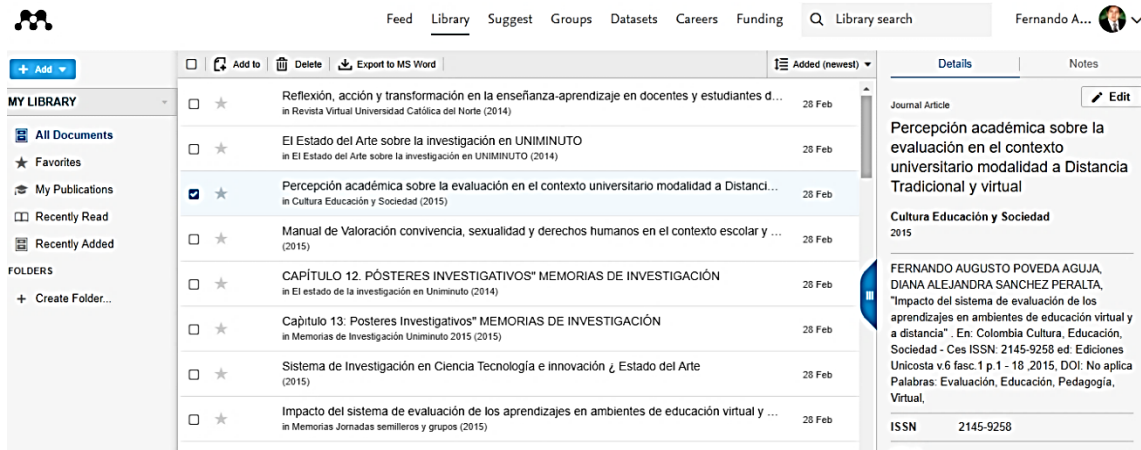 Feed Library Suggest Groups Datasets Careers Funding Library search Fernando A...
+ Add
MY LIBRARY
All Documents
Favorites
My Publications
Recently Read
Recently Added
FOLDERS
+ Create Folder...
Add to Delete Export to MS Word Added (newest)
Reflexión, acción y transformación en la enseñanza-aprendizaje en docentes y estudiantes d... 28 Feb
in Revista Virtual Universidad Católica del Norte (2014)
El Estado del Arte sobre la investigación en UNIMINUTO 28 Feb
in El Estado del Arte sobre la investigación en UNIMINUTO (2014)
Percepción académica sobre la evaluación en el contexto universitario modalidad a Distanci... 28 Feb
in Cultura Educación y Sociedad (2015)
Manual de Valoración convivencia, sexualidad y derechos humanos en el contexto escolar y ... 28 Feb
(2015)
CAPÍTULO 12. PÓSTERES INVESTIGATIVOS" MEMORIAS DE INVESTIGACIÓN 28 Feb
in El estado de la investigación en Uniminuto (2014)
Capìtulo 13: Posteres Investigativos" MEMORIAS DE INVESTIGACIÓN 28 Feb
in Memorias de Investigación Uniminuto 2015 (2015)
Sistema de Investigación en Ciencia Tecnología e innovación ¿ Estado del Arte 28 Feb
(2015)
Impacto del sistema de evaluación de los aprendizajes en ambientes de educación virtual y ... 28 Feb
in Memorias Jornadas semilleros y grupos (2015)
Details Notes
Journal Article Edit
Percepción académica sobre la
evaluación en el contexto
universitario modalidad a Distancia
Tradicional y virtual
Cultura Educación y Sociedad
2015
FERNANDO AUGUSTO POVEDA AGUJA,
DIANA ALEJANDRA SANCHEZ PERALTA,
"Impacto del sistema de evaluación de los
aprendizajes en ambientes de educación virtual y
a distancia" . En: Colombia Cultura, Educación,
Sociedad - Ces ISSN: 2145-9258 ed: Ediciones
Unicosta v.6 fasc.1 p.1 - 18 ,2015, DOI: No aplica
Palabras: Evaluación, Educación, Pedagogía,
Virtual,
ISSN 2145-9258